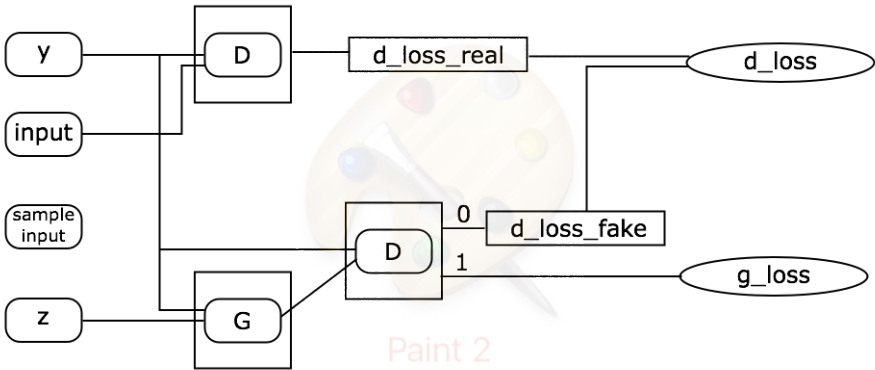 y
D
d_loss_real
d_loss
input
sample
input
0
d_loss_fake
D
1
g_loss
z
G
Paint 2